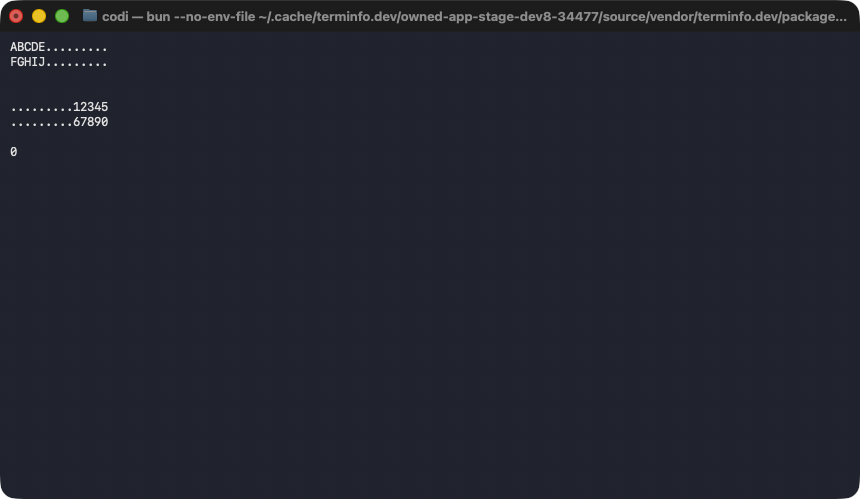 codi — bun --no-env-file ~/.cache/terminfo.dev/owned-app-stage-dev8-34477/source/vendor/terminfo.dev/package...
ABCDE.........
FGHIJ.........
.........12345
.........67890
0